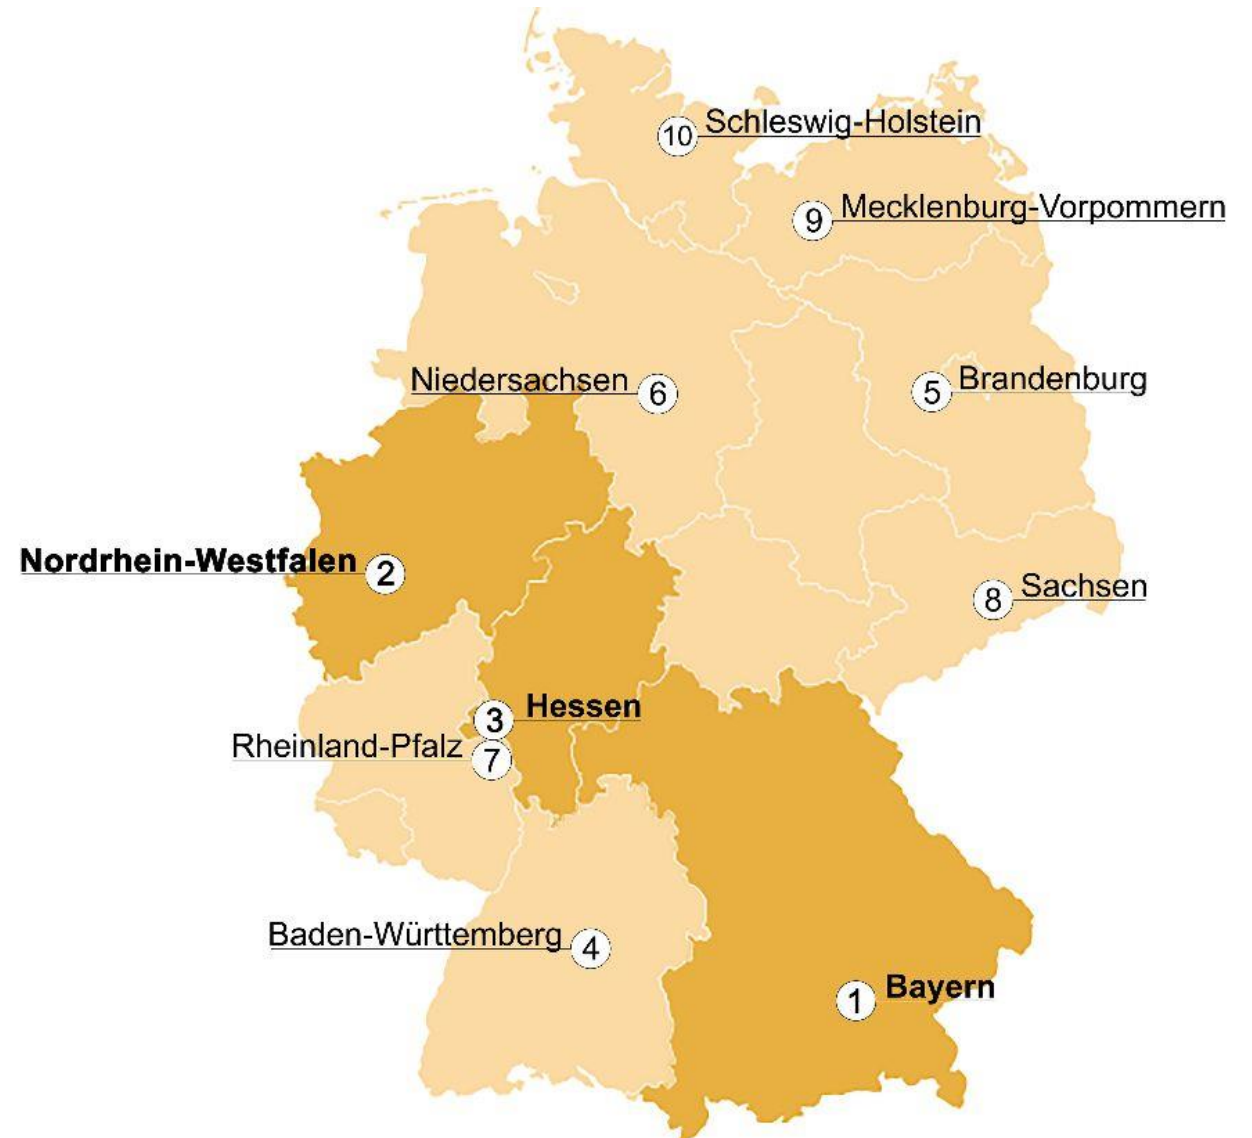 10 Schleswig-Holstein
9 Mecklenburg-Vorpommern
Niedersachsen 6
5 Brandenburg
Nordrhein-Westfalen 2
8 Sachsen
3 Hessen
Rheinland-Pfalz 7
Baden-Württemberg 4
1 Bayern